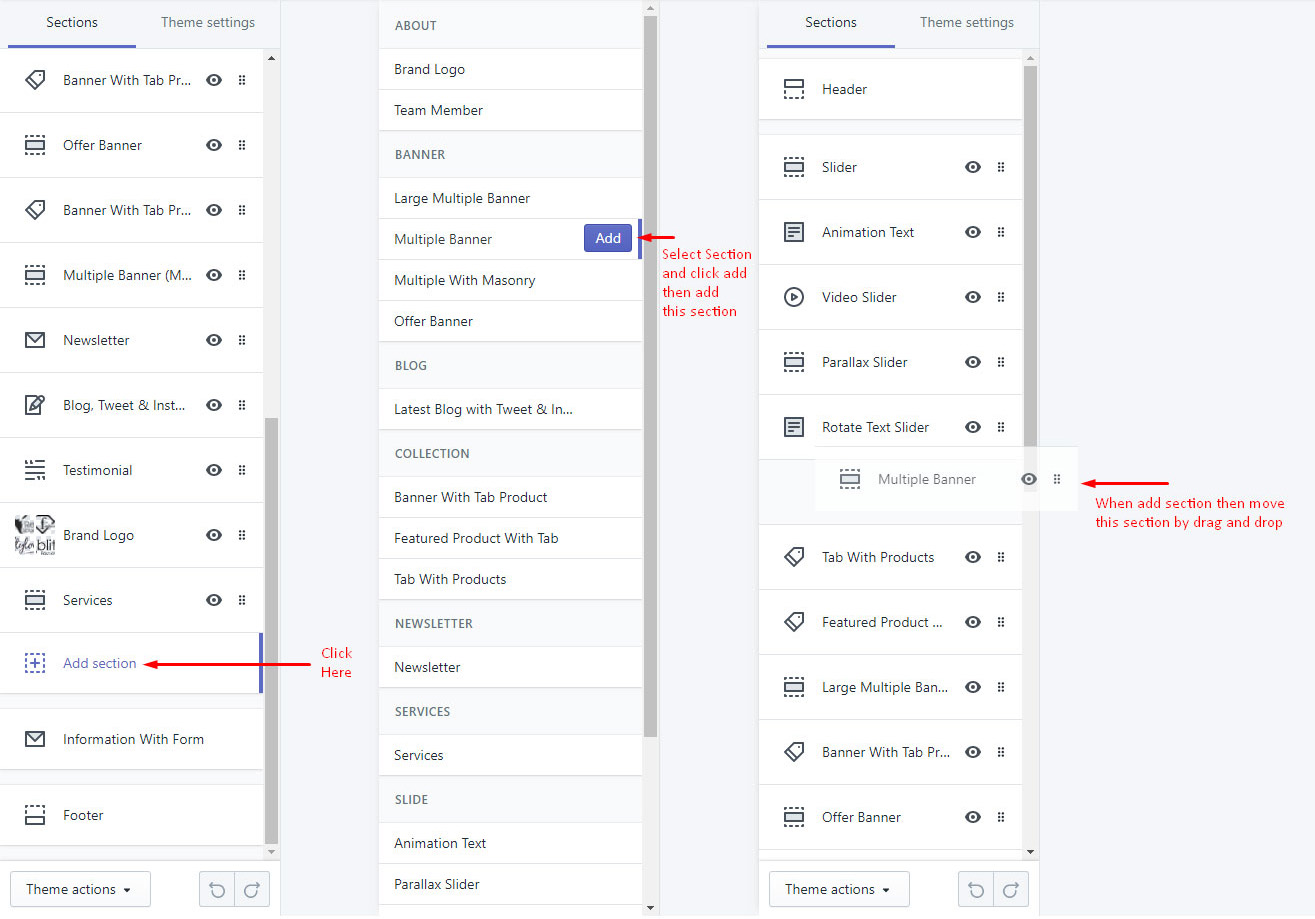 Sections
Theme settings
Banner With Tab Pr...
Offer Banner
Banner With Tab Pr...
Multiple Banner (M...
Newsletter
Blog, Tweet & Inst...
Testimonial
Brand Logo
Services
Add section
Information With Form
Footer
Theme actions
Click
Here
ABOUT
Brand Logo
Team Member
BANNER
Large Multiple Banner
Multiple Banner
Add
Multiple With Masonry
Offer Banner
BLOG
Latest Blog with Tweet & In...
COLLECTION
Banner With Tab Product
Featured Product With Tab
Tab With Products
NEWSLETTER
Newsletter
SERVICES
Services
SLIDE
Animation Text
Parallax Slider
Select Section
and click add
then add
this section
Sections
Theme settings
Header
Slider
Animation Text
Video Slider
Parallax Slider
Rotate Text Slider
Multiple Banner
Tab With Products
Featured Product ...
Large Multiple Ban...
Banner With Tab Pr...
Offer Banner
Theme actions
When add section then move
this section by drag and drop